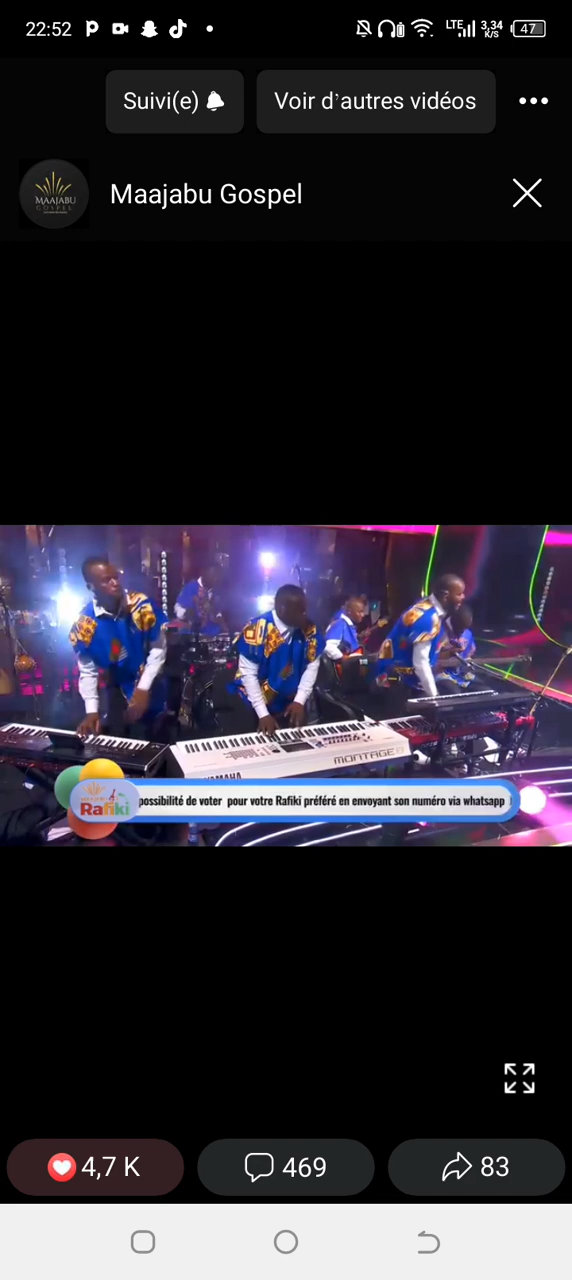 22:52 LTE 3,34 K/s 47
Suivi(e) Voir d'autres vidéos
MAAJABU
GOSPEL
Maajabu Gospel
MONTAGE8
YAMAHA
Rafiki possibilité de voter pour votre Rafiki préféré en envoyant son numéro via whatsapp
4,7 K 469 83